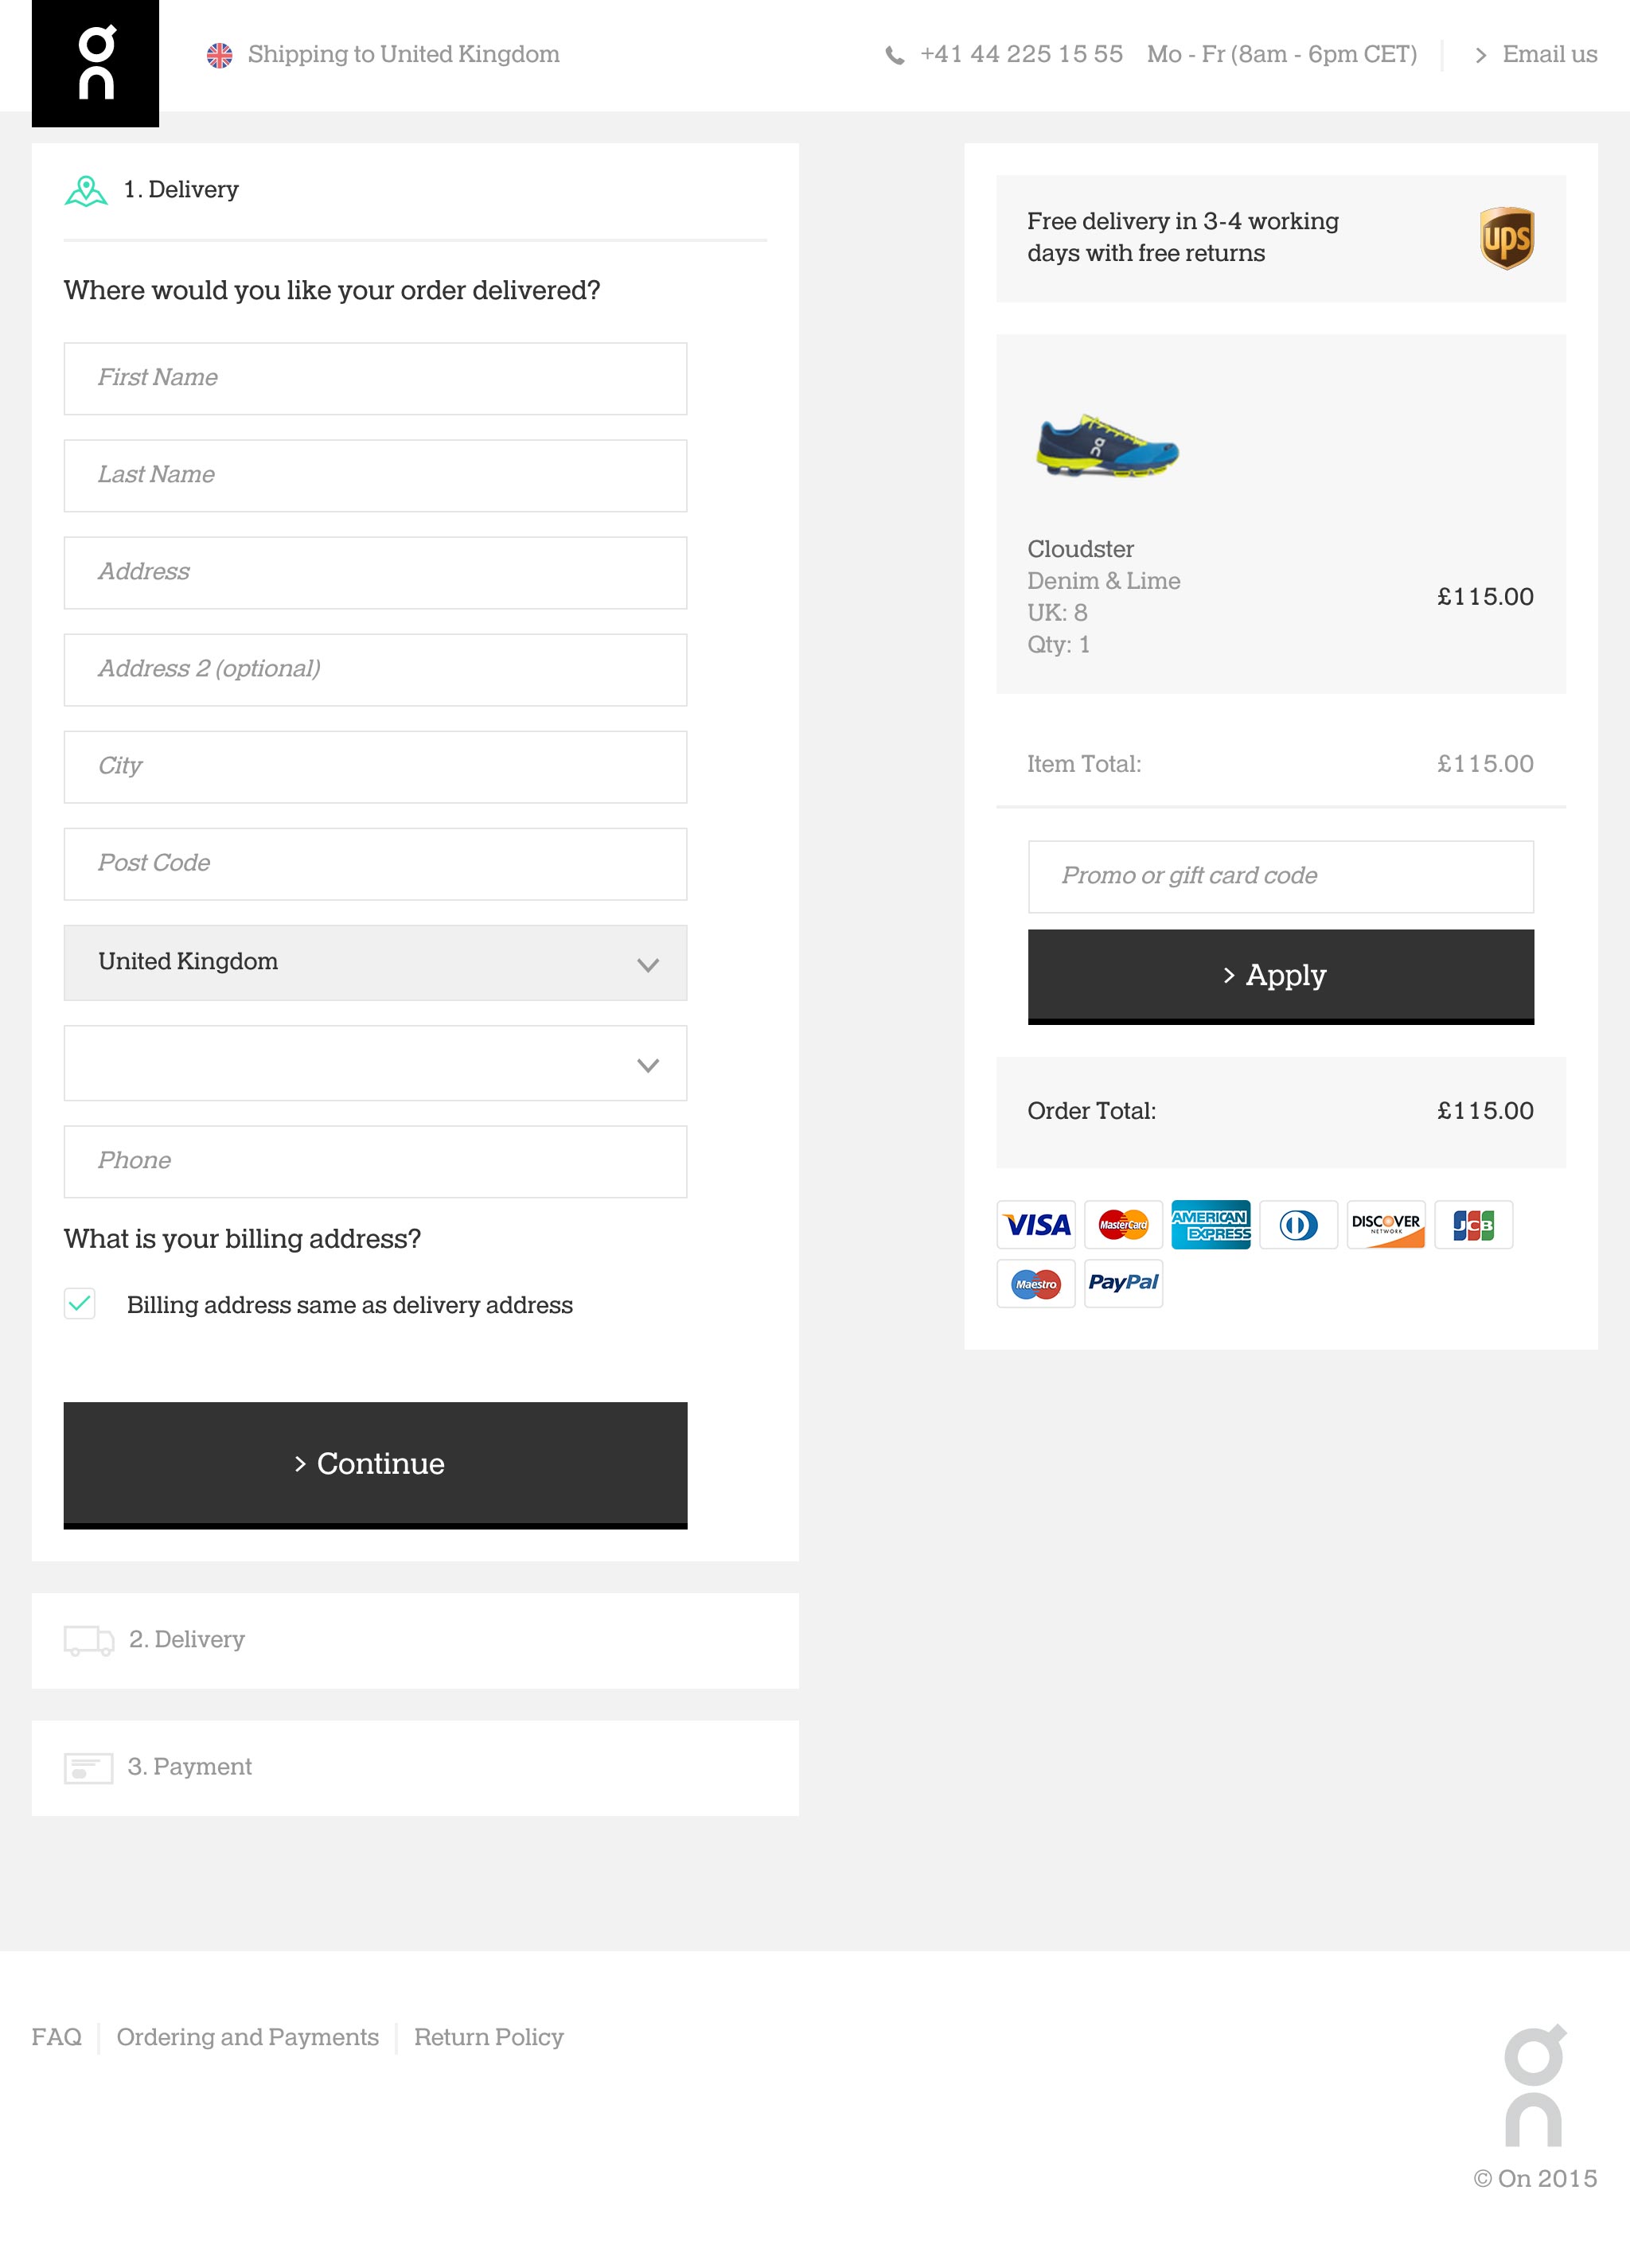 Shipping to United Kingdom
+41 44 225 15 55 Mo - Fr (8am - 6pm CET)
Email us
1. Delivery
Where would you like your order delivered?
First Name
Last Name
Address
Address 2 (optional)
City
Post Code
United Kingdom
Phone
What is your billing address?
Billing address same as delivery address
> Continue
2. Delivery
3. Payment
Free delivery in 3-4 working
days with free returns
ups
Cloudster
Denim & Lime
UK: 8
Qty: 1
£115.00
Item Total: £115.00
Promo or gift card code
> Apply
Order Total: £115.00
VISA MasterCard AMERICAN EXPRESS DISCOVER NETWORK JCB
Maestro PayPal
FAQ Ordering and Payments Return Policy
© On 2015